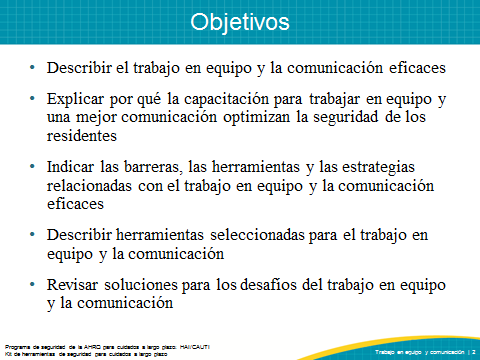 Objetivos
• Describir el trabajo en equipo y la comunicación eficaces
• Explicar por qué la capacitación para trabajar en equipo y
una mejor comunicación optimizan la seguridad de los
residentes
• Indicar las barreras, las herramientas y las estrategias
relacionadas con el trabajo en equipo y la comunicación
eficaces
• Describir herramientas seleccionadas para el trabajo en
equipo y la comunicación
• Revisar soluciones para los desafíos del trabajo en equipo
y la comunicación
Programa de seguridad de la AHRQ para cuidados a largo plazo: HAI/CAUTI
Kit de herramientas de seguridad para cuidados a largo plazo
Trabajo en equipo y comunicación | 2